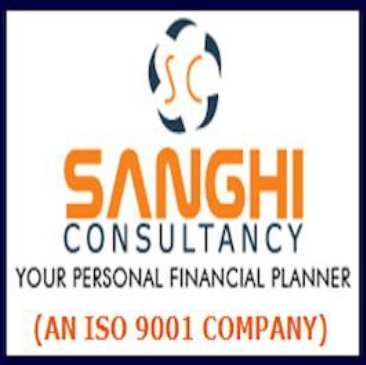 SC
SANGHI
CONSULTANCY
YOUR PERSONAL FINANCIAL PLANNER
(AN ISO 9001 COMPANY)